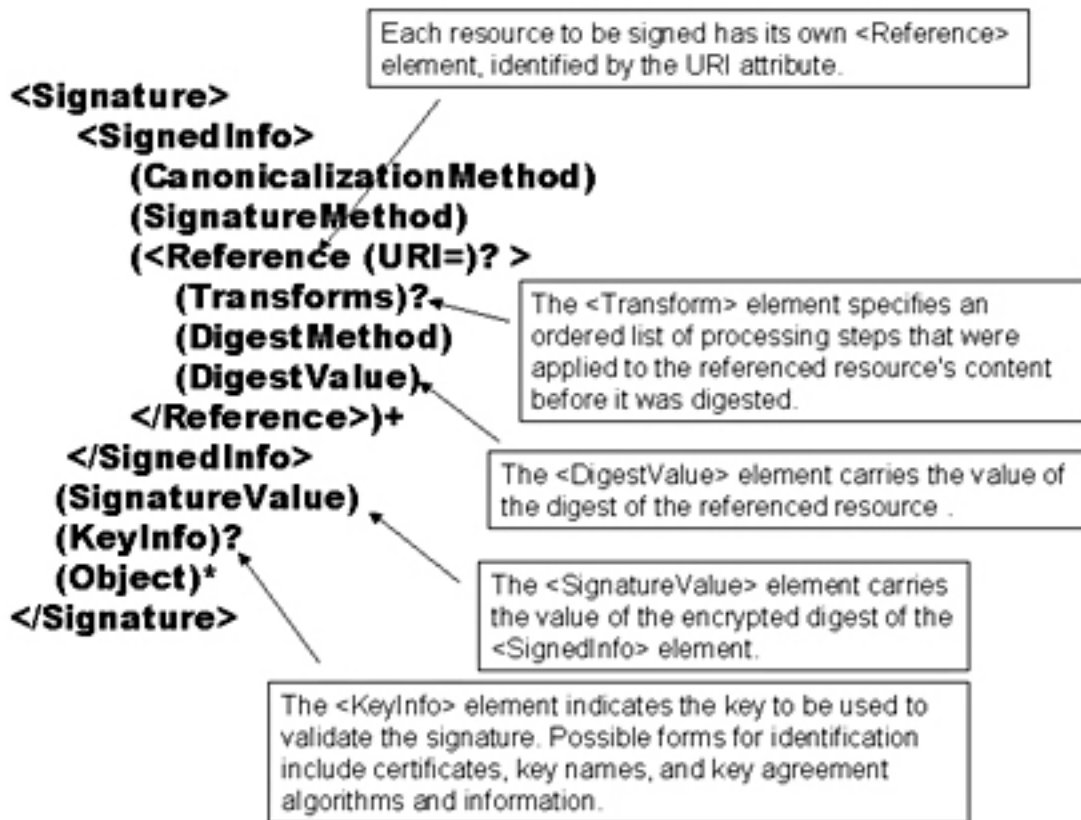 Each resource to be signed has its own <Reference>
element, identified by the URI attribute.
<Signature>
<SignedInfo>
(CanonicalizationMethod)
(SignatureMethod)
(<Reference (URI=)? >
(Transforms)?
(DigestMethod)
(DigestValue)
</Reference>)+
</SignedInfo>
(SignatureValue)
(KeyInfo)?
(Object)*
</Signature>
The <Transform> element specifies an
ordered list of processing steps that were
applied to the referenced resource's content
before it was digested.
The <DigestValue> element carries the value of
the digest of the referenced resource .
The <SignatureValue> element carries
the value of the encrypted digest of the
<SignedInfo> element.
The <KeyInfo> element indicates the key to be used to
validate the signature. Possible forms for identification
include certificates, key names, and key agreement
algorithms and information.